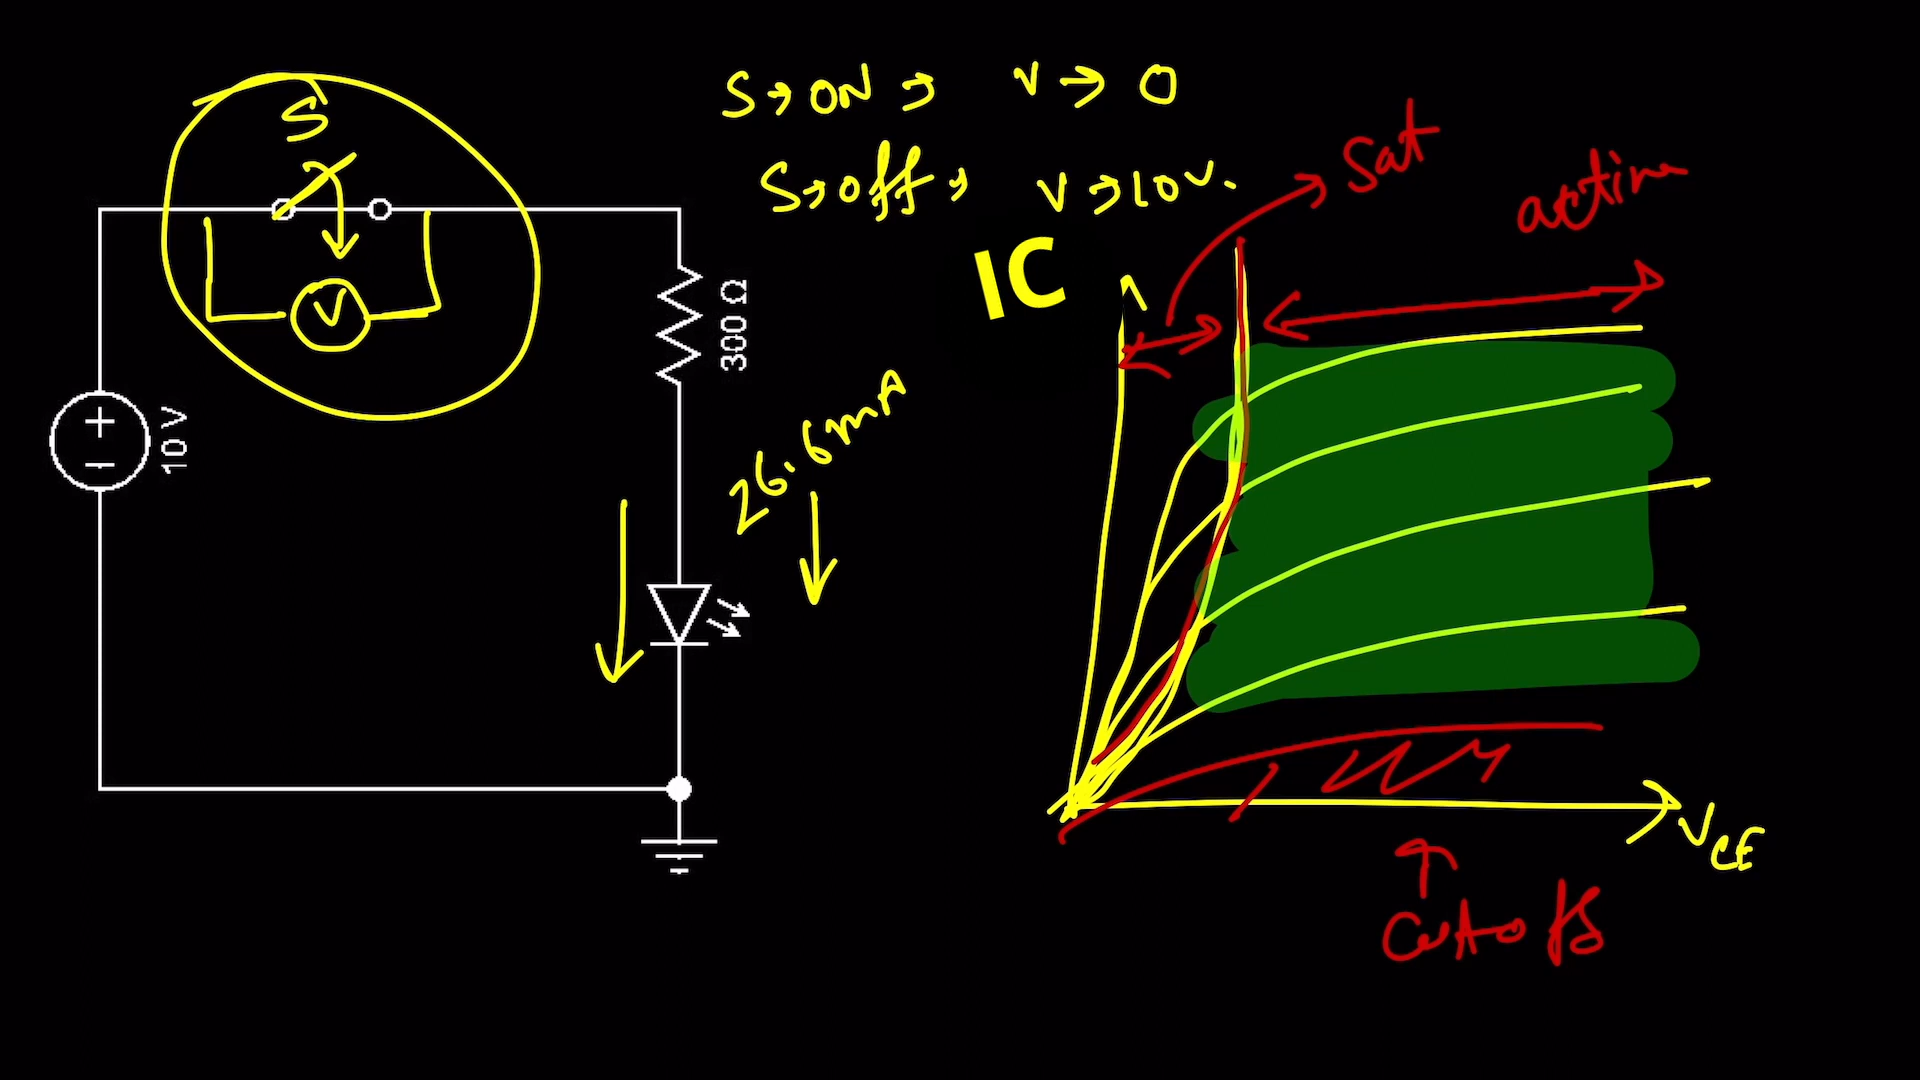 S → ON ⇒ V → 0
S → off ⇒ V → 10V.
S
V
10 V
300 Ω
26.6mA
IC
Sat
active
VCE
Cutoff